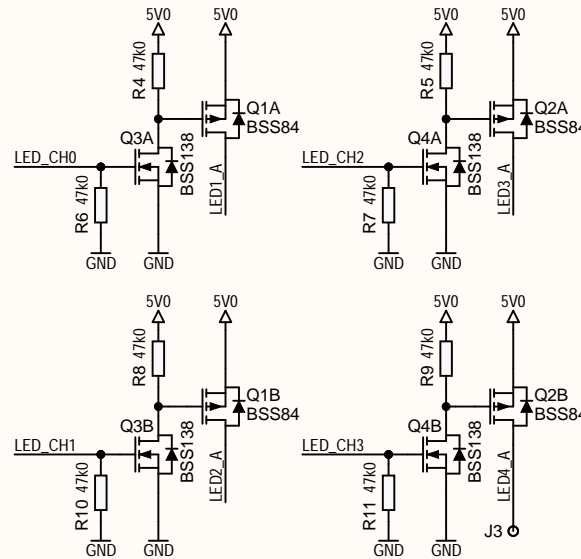 5V0
R4 47k0
Q1A
BSS84
Q3A
BSS138
LED_CH0
R6 47k0
LED1_A
GND
GND
5V0
5V0
R5 47k0
Q2A
BSS84
Q4A
BSS138
LED_CH2
R7 47k0
LED3_A
GND
GND
5V0
5V0
R8 47k0
Q1B
BSS84
Q3B
BSS138
LED_CH1
R10 47k0
LED2_A
GND
GND
5V0
5V0
R9 47k0
Q2B
BSS84
Q4B
BSS138
LED_CH3
R11 47k0
LED4_A
J3
GND
GND
5V0